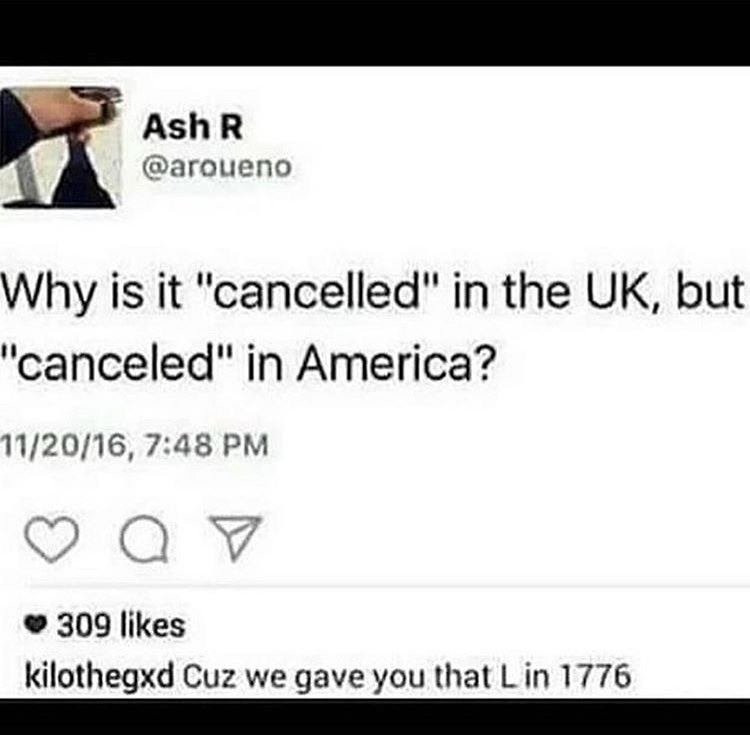 Ash R
@aroueno
Why is it "cancelled" in the UK, but
"canceled" in America?
11/20/16, 7:48 PM
309 likes
kilothegxd Cuz we gave you that L in 1776